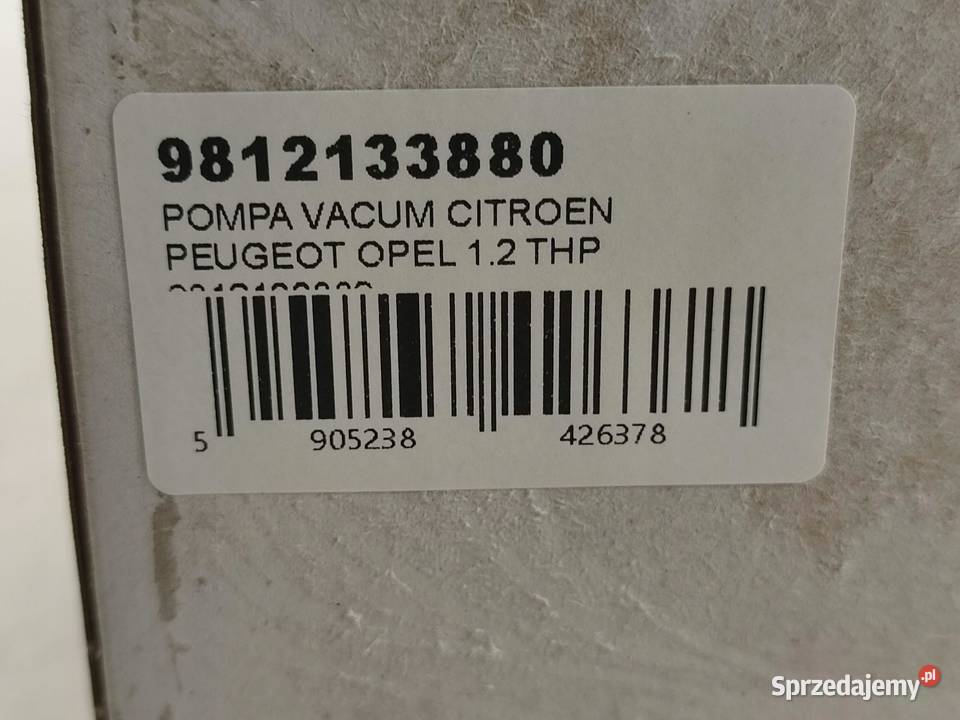 9812133880
POMPA VACUM CITROEN
PEUGEOT OPEL 1.2 THP
5 905238 426378
Sprzedajemy.pl